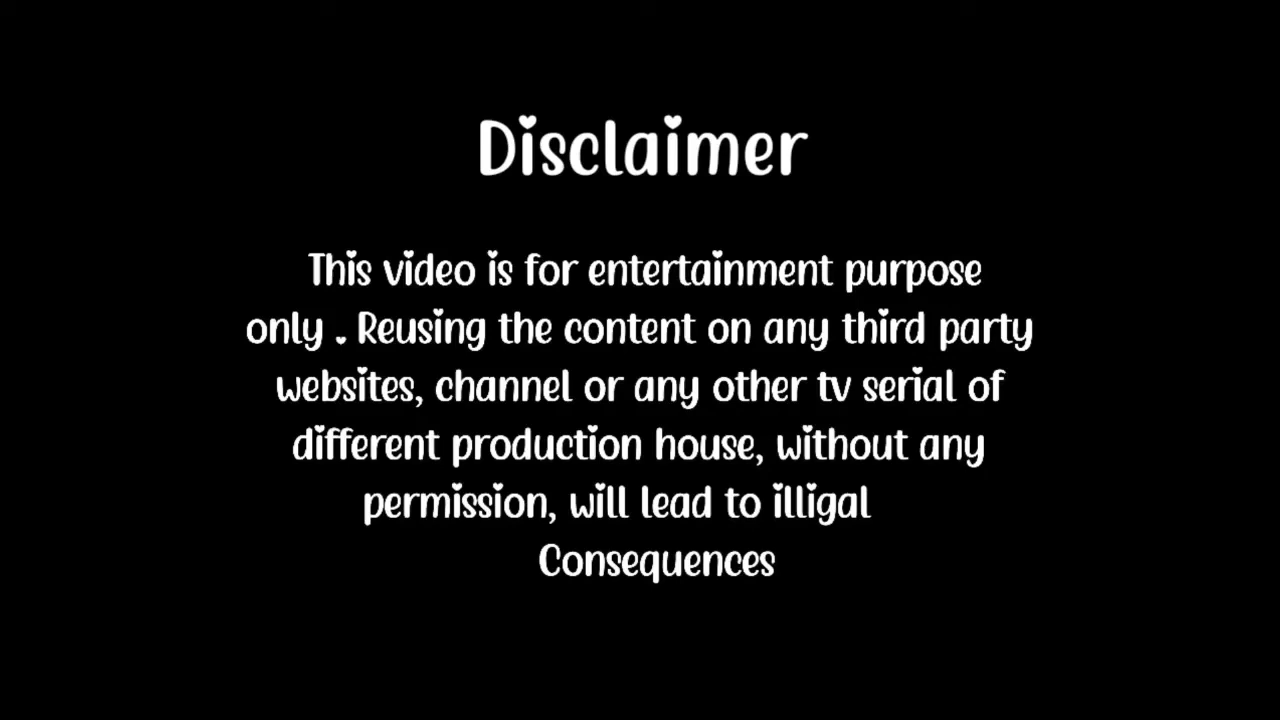 Disclaimer
This video is for entertainment purpose
only . Reusing the content on any third party
websites, channel or any other tv serial of
different production house, without any
permission, will lead to illigal
Consequences